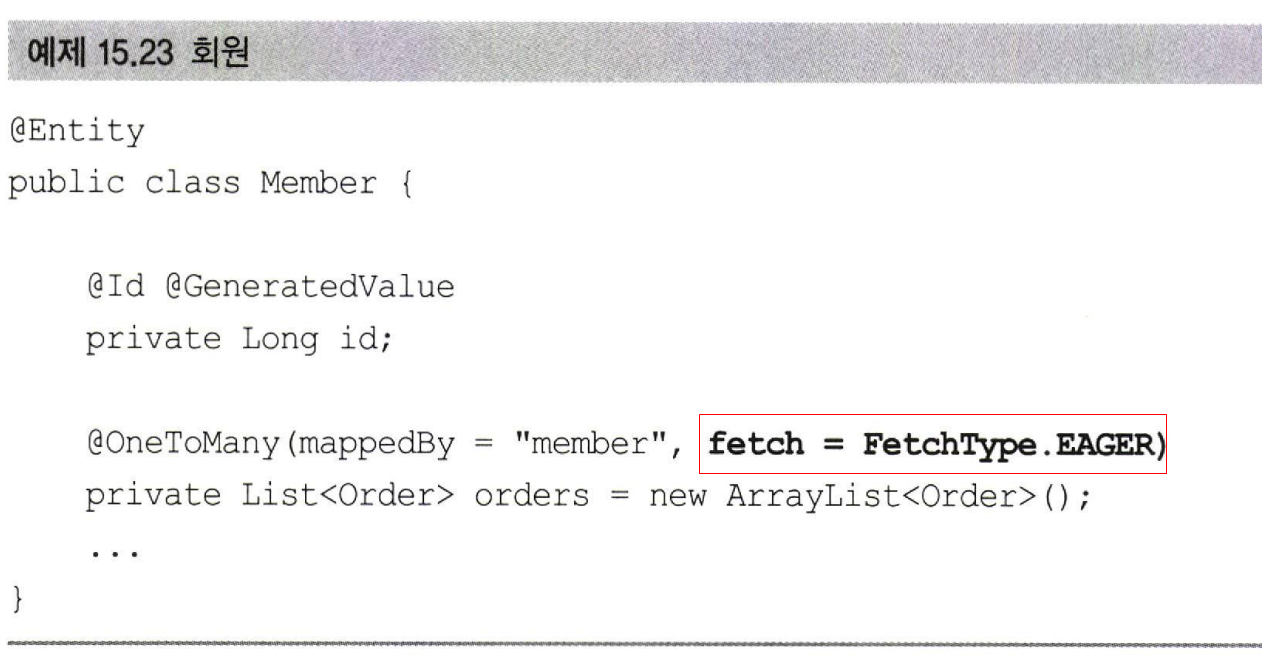 예제 15.23 회원
@Entity
public class Member {
@Id @GeneratedValue
private Long id;
@OneToMany(mappedBy = "member", fetch = FetchType.EAGER)
private List<Order> orders = new ArrayList<Order>();
...
}